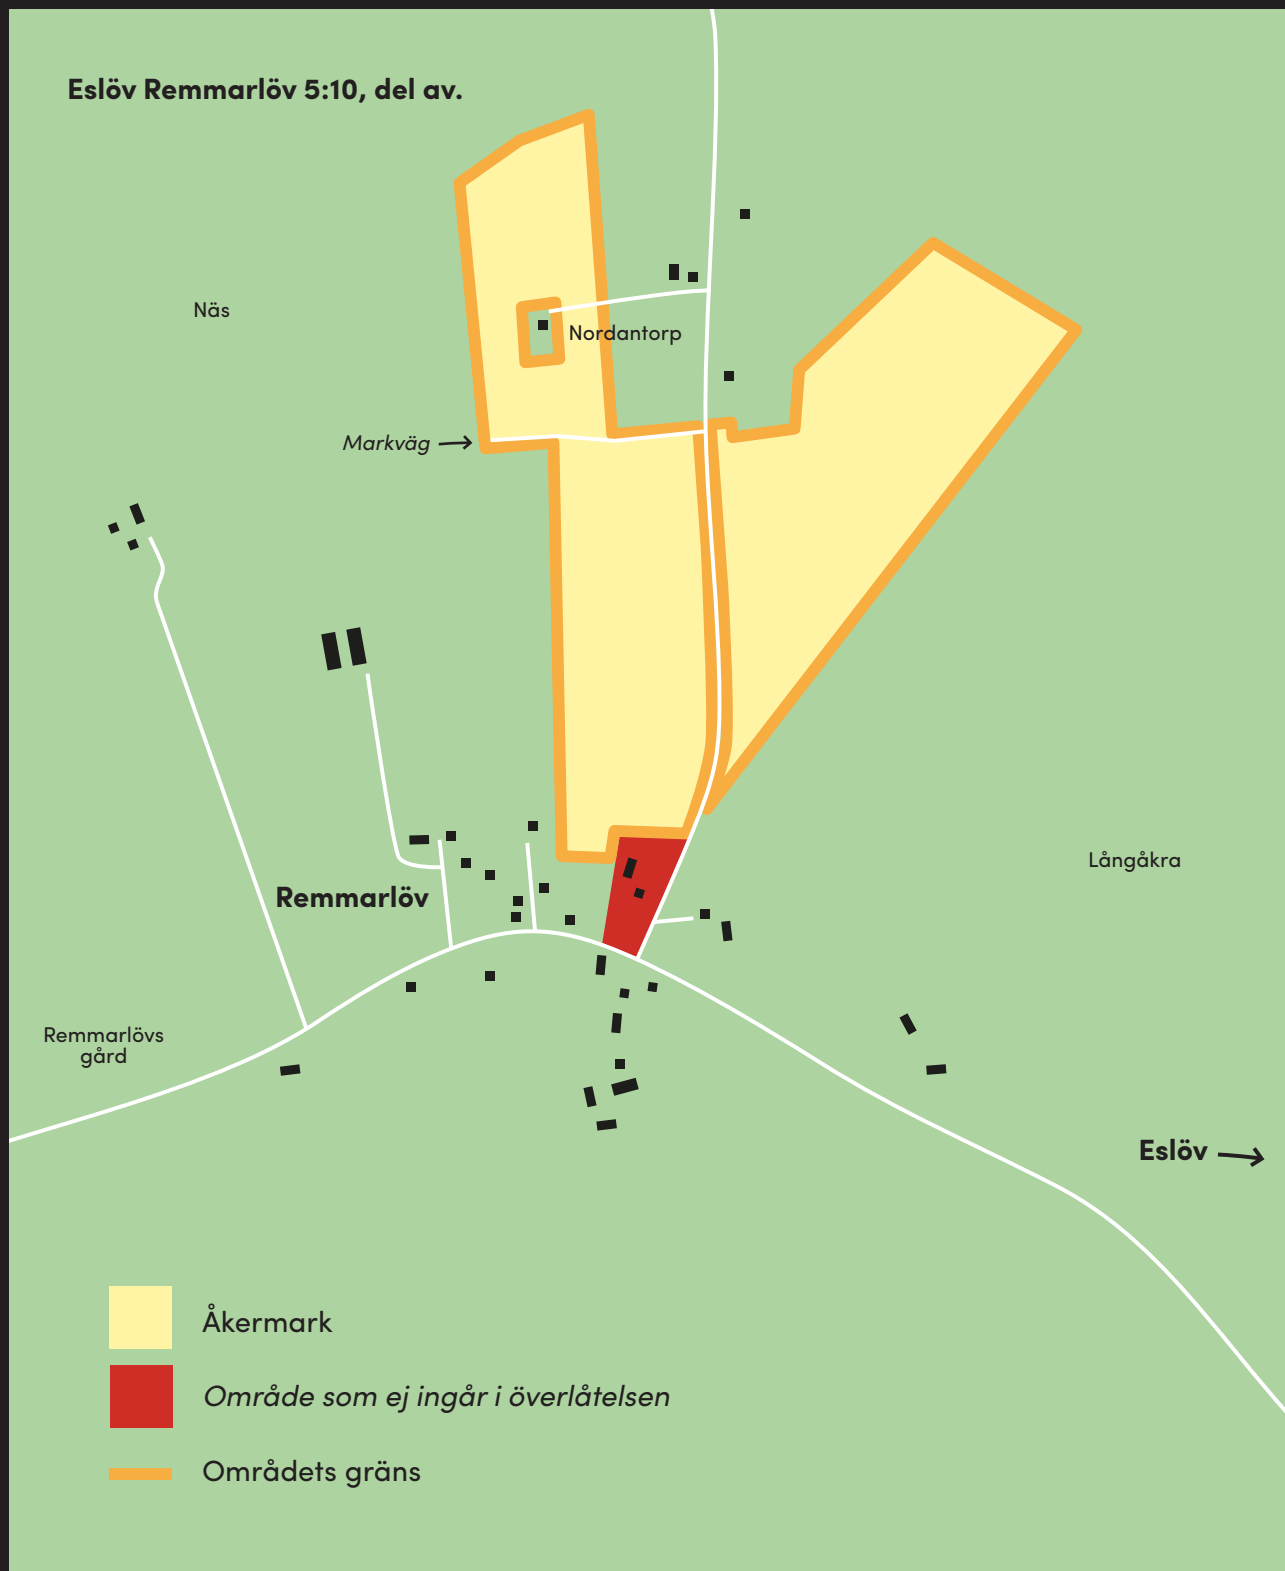 Eslöv Remmarlöv 5:10, del av.
Näs
Nordantorp
Markväg
Långåkra
Remmarlöv
Remmarlövs
gård
Eslöv
Åkermark
Område som ej ingår i överlåtelsen
Områdets gräns